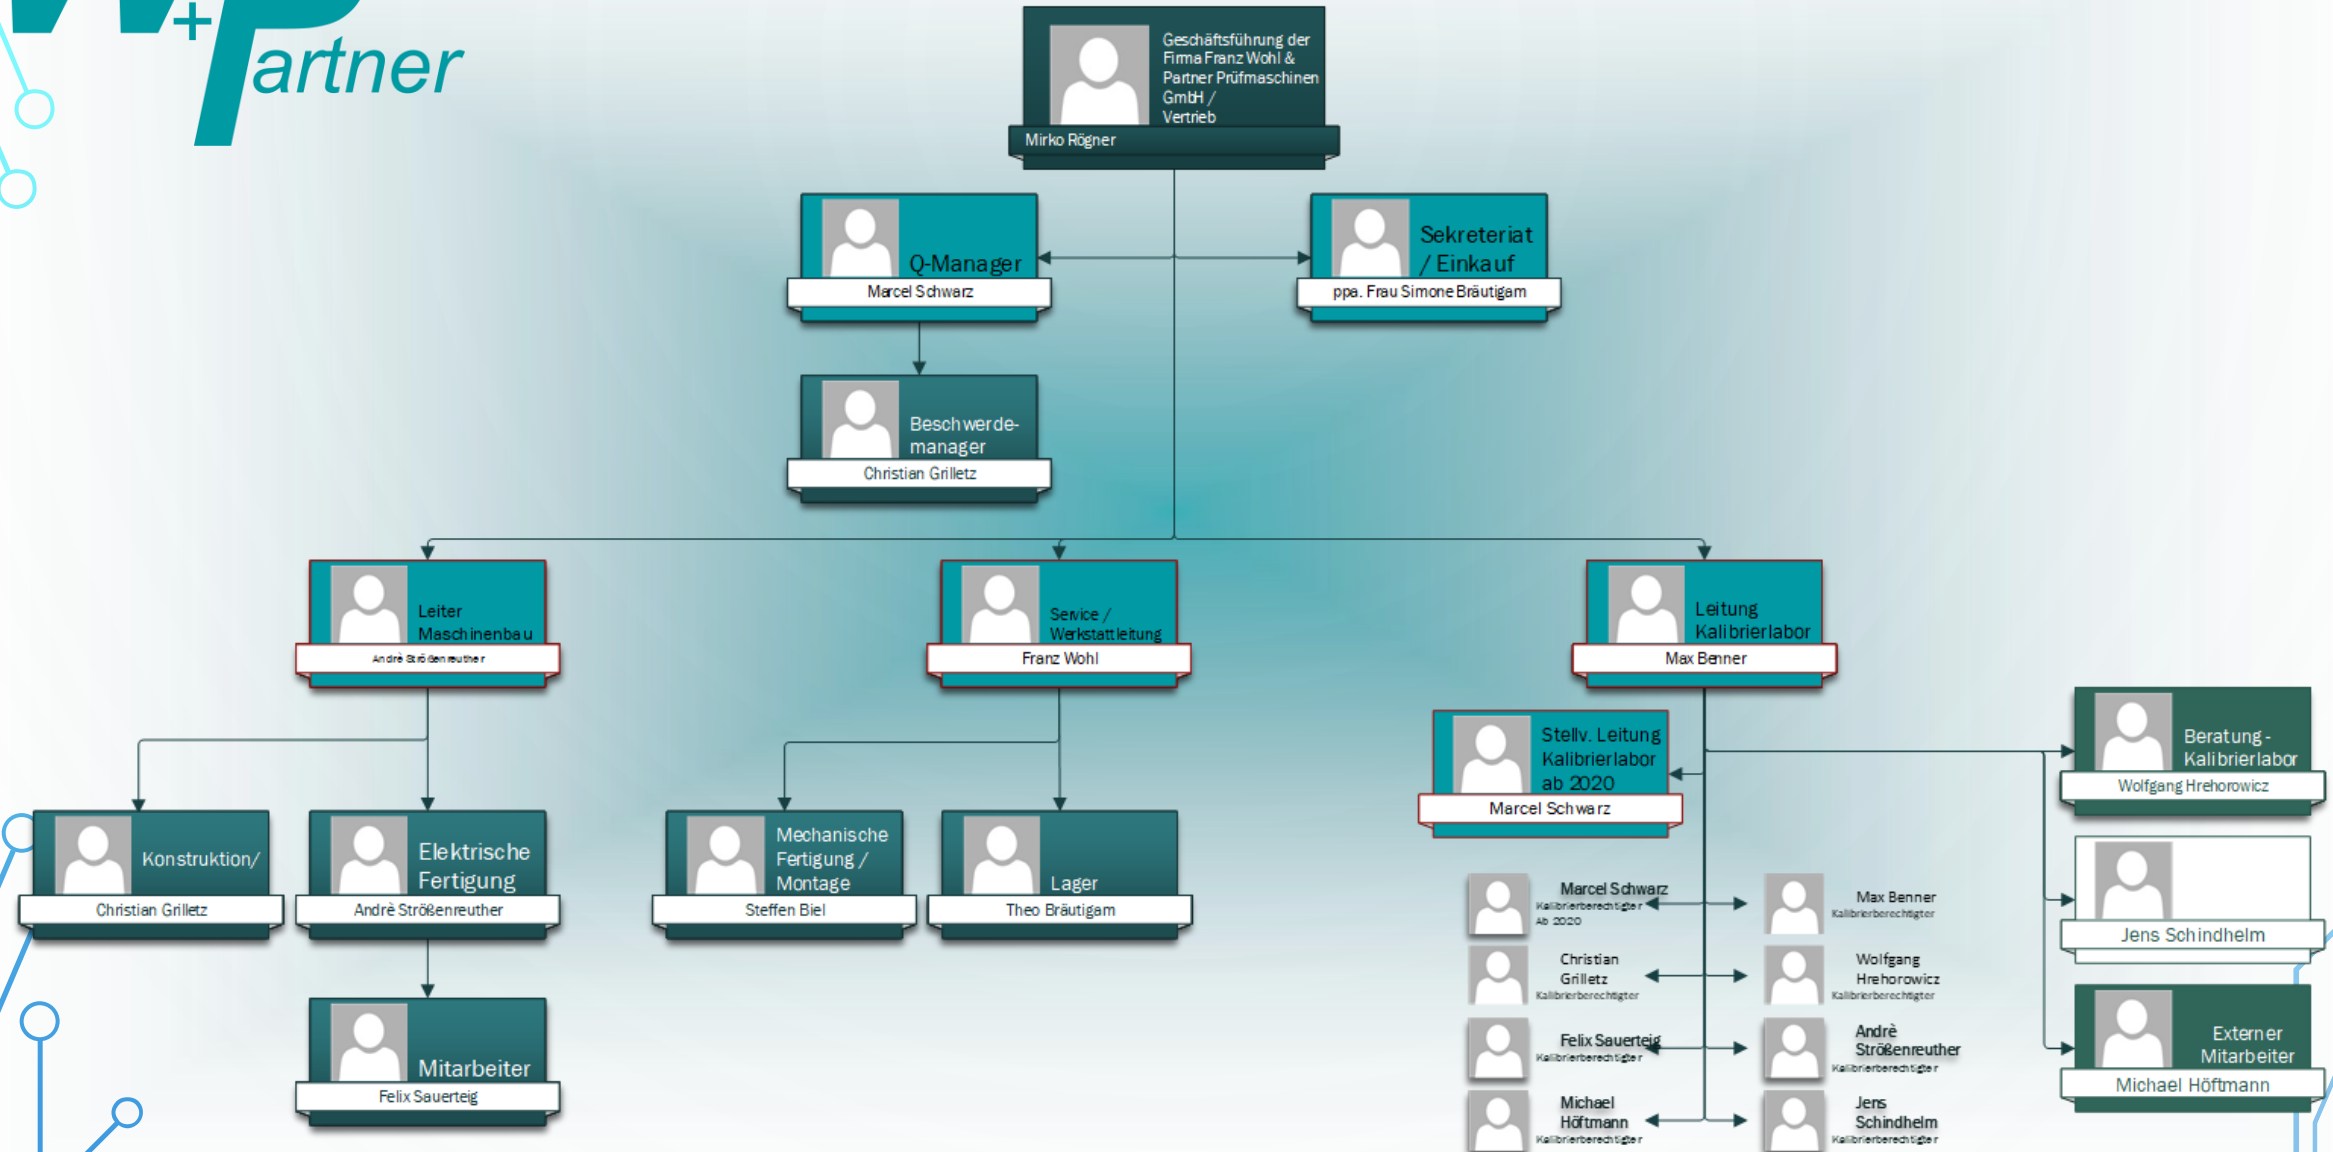 W+Partner
Geschäftsführung der
Firma Franz Wohl &
Partner Prüfmaschinen
GmbH /
Vertrieb
Mirko Rögner
Q-Manager
Marcel Schwarz
Sekreteriat
/ Einkauf
ppa. Frau Simone Bräutigam
Beschwerde-
manager
Christian Grilletz
Leiter
Maschinenbau
Andrè Strößenreuther
Service /
Werkstattleitung
Franz Wohl
Leitung
Kalibrierlabor
Max Benner
Stellv. Leitung
Kalibrierlabor
ab 2020
Marcel Schwarz
Beratung -
Kalibrierlabor
Wolfgang Hrehorowicz
Jens Schindhelm
Externer
Mitarbeiter
Michael Höftmann
Konstruktion/
Christian Grilletz
Elektrische
Fertigung
Andrè Strößenreuther
Mechanische
Fertigung /
Montage
Steffen Biel
Lager
Theo Bräutigam
Mitarbeiter
Felix Sauerteig
Marcel Schwarz
Kalibrierberechtigter
Ab 2020
Max Benner
Kalibrierberechtigter
Christian
Grilletz
Kalibrierberechtigter
Wolfgang
Hrehorowicz
Kalibrierberechtigter
Felix Sauerteig
Kalibrierberechtigter
Andrè
Strößenreuther
Kalibrierberechtigter
Michael
Höftmann
Kalibrierberechtigter
Jens
Schindhelm
Kalibrierberechtigter